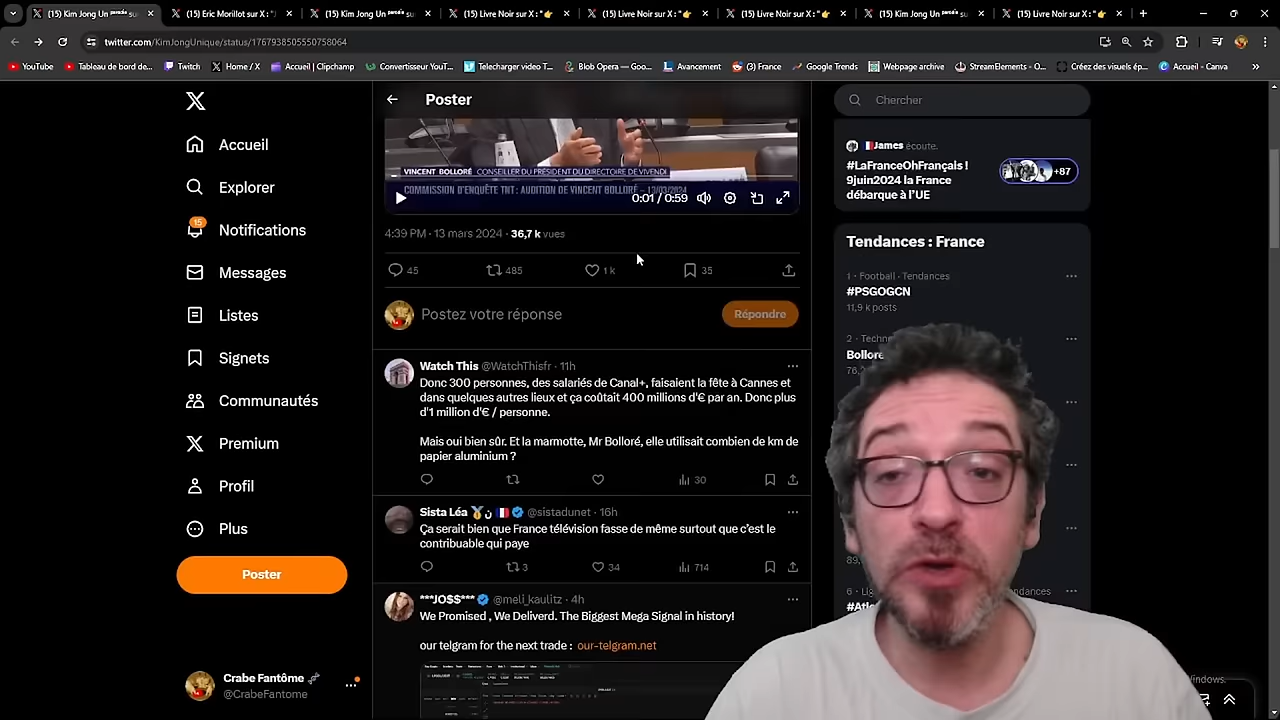 (15) Kim Jong Un
(15) Eric Morillot sur X : "J
(15) Kim Jong Un
(15) Livre Noir sur X : "
(15) Livre Noir sur X : "
(15) Livre Noir sur X : "
(15) Kim Jong Un
(15) Livre Noir sur X : "
twitter.com/KimJongUnique/status/1767938505550758064
YouTube
Tableau de bord de...
Twitch
Home / X
Accueil | Clipchamp
Convertisseur YouT...
Telecharger video T...
Blob Opera — Goo...
Avancement
(3) France
Google Trends
Webpage archive
StreamElements - O...
Créez des visuels ép...
Accueil - Canva
Accueil
Explorer
15
Notifications
Messages
Listes
Signets
Communautés
Premium
Profil
Plus
Poster
Crabe Fantome
@CrabeFantome
Poster
VINCENT BOLLORÉ CONSEILLER DU PRÉSIDENT DU DIRECTOIRE DE VIVENDI
COMMISSION D'ENQUÊTE TNT : AUDITION DE VINCENT BOLLORÉ – 13/03/2024
0:01 / 0:59
4:39 PM · 13 mars 2024 · 36,7 k vues
45 485 1 k 35
Postez votre réponse
Répondre
Watch This @WatchThisfr · 11h
Donc 300 personnes, des salariés de Canal+, faisaient la fête à Cannes et
dans quelques autres lieux et ça coûtait 400 millions d'€ par an. Donc plus
d'1 million d'€ / personne.
Mais oui bien sûr. Et la marmotte, Mr Bolloré, elle utilisait combien de km de
papier aluminium ?
30
Sista Léa @sistadunet · 16h
Ça serait bien que France télévision fasse de même surtout que c'est le
contribuable qui paye
3 34 714
***JO$$*** @meli_kaulitz · 4h
We Promised , We Deliverd. The Biggest Mega Signal in history!
our telgram for the next trade : our-telgram.net
Chercher
James écoute.
#LaFranceOhFrançais !
9juin2024 la France
débarque à l'UE
+87
Tendances : France
1 · Football · Tendances
#PSGOGCN
11,9 k posts
2 · Techn
Bolloré
76,
89,
6 · Li
endances
#Atl